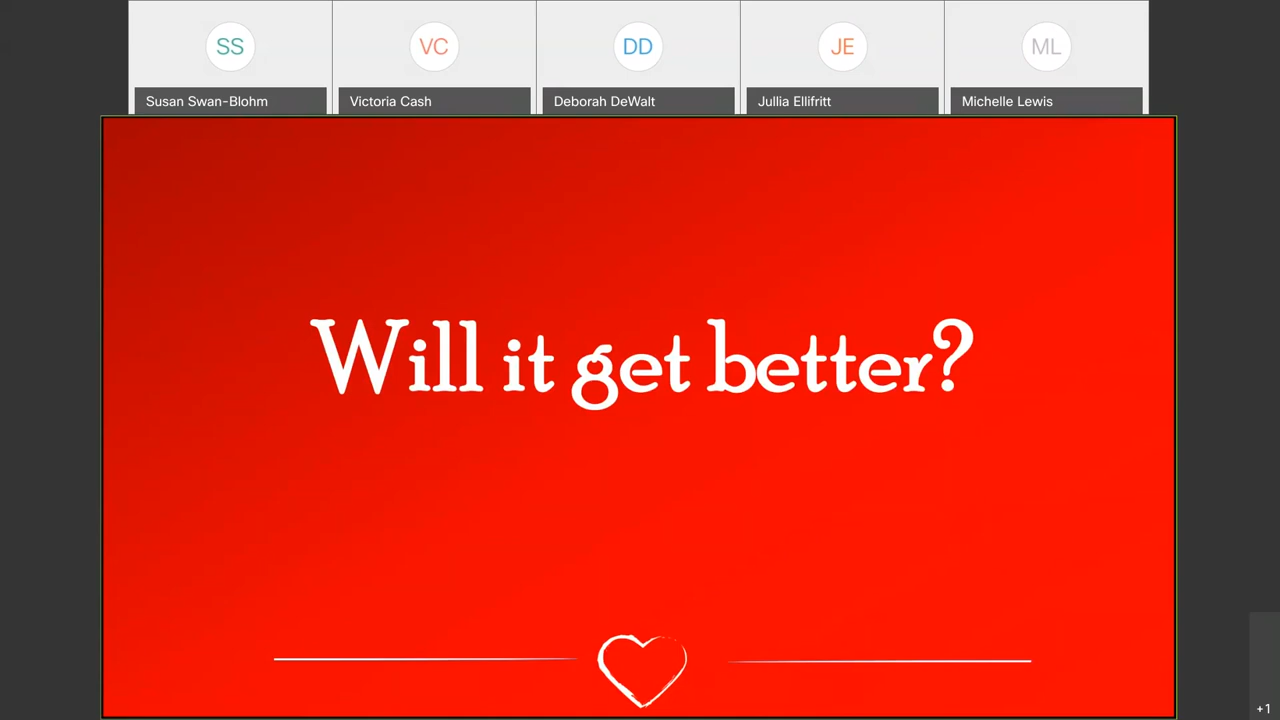 SS
VC
DD
JE
ML
Susan Swan-Blohm
Victoria Cash
Deborah DeWalt
Jullia Ellifritt
Michelle Lewis
Will it get better?
+1